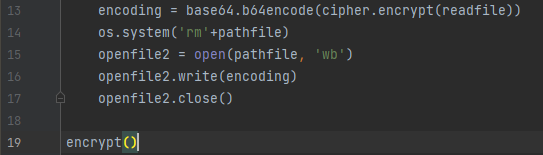 13 encoding = base64.b64encode(cipher.encrypt(readfile))
14 os.system('rm'+pathfile)
15 openfile2 = open(pathfile, 'wb')
16 openfile2.write(encoding)
17 openfile2.close()
18
19 encrypt()